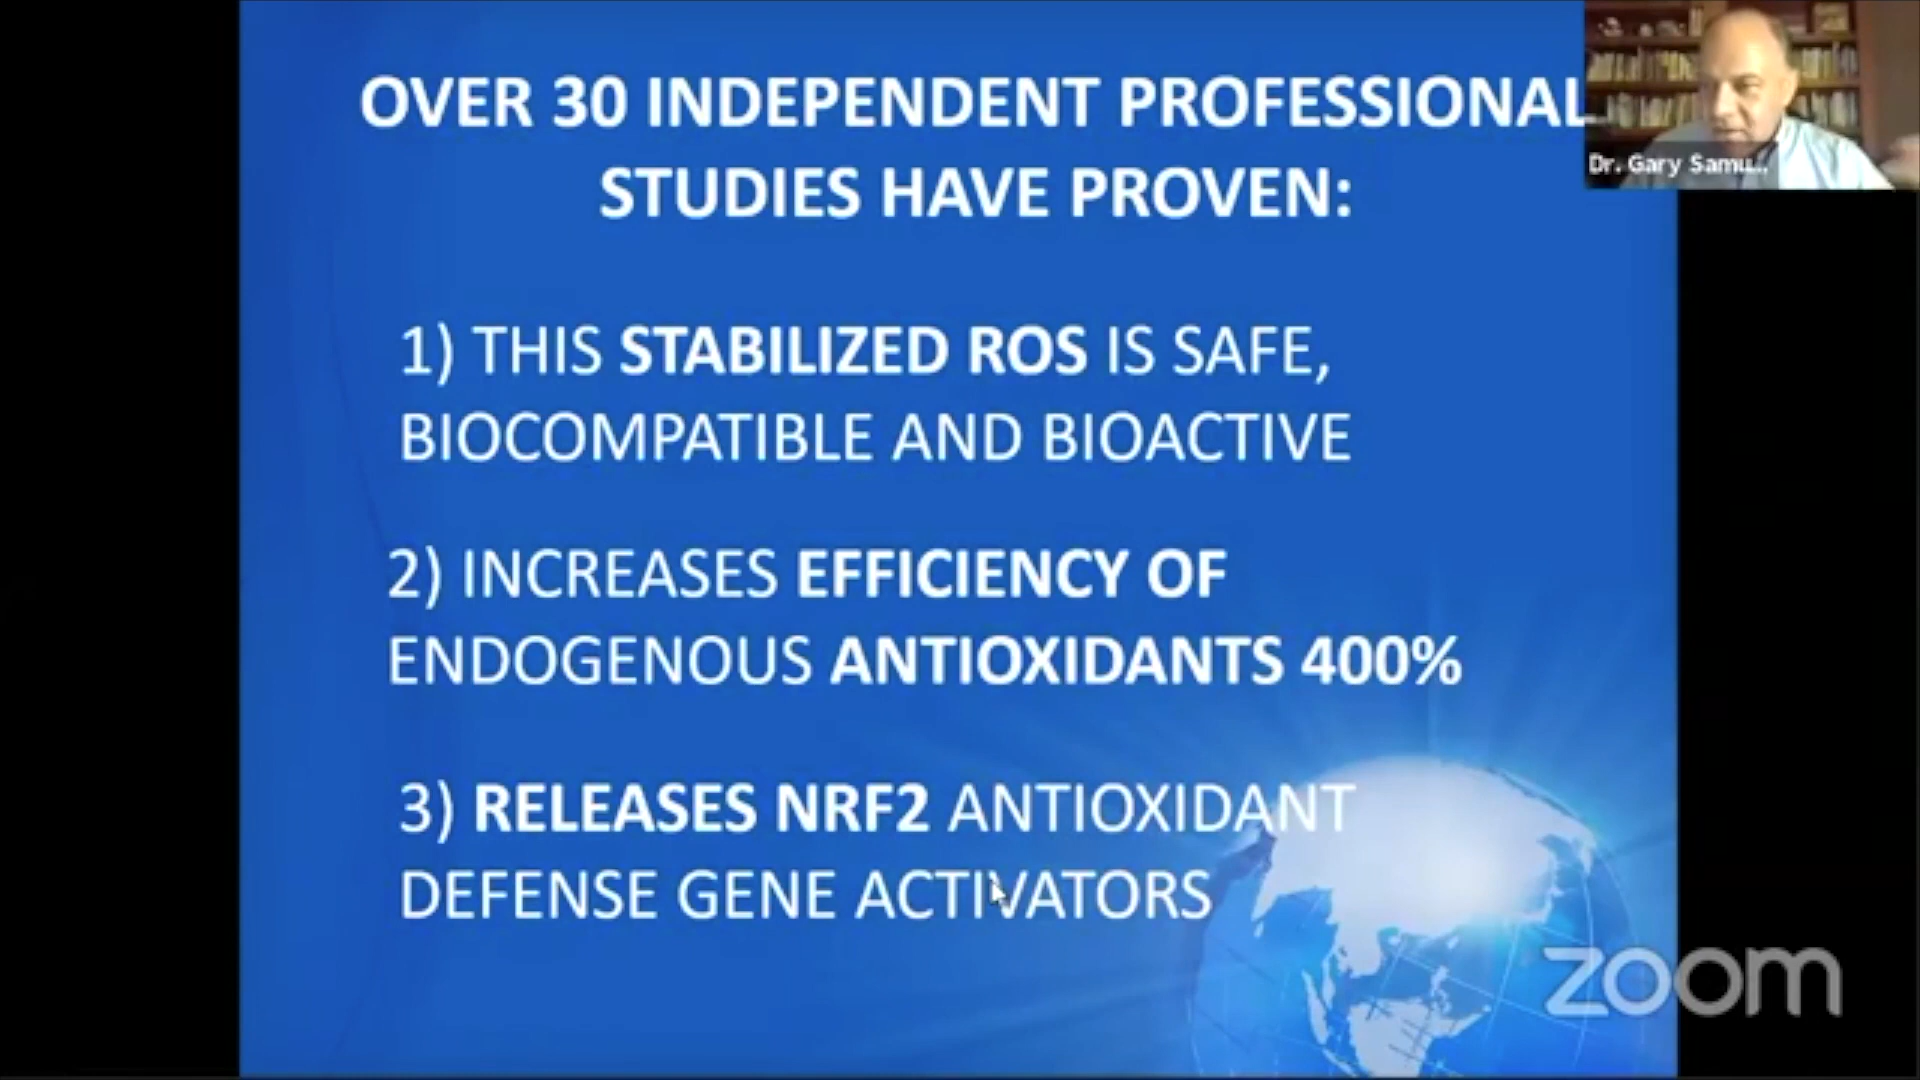 OVER 30 INDEPENDENT PROFESSIONAL
STUDIES HAVE PROVEN:
Dr. Gary Samu...
1) THIS STABILIZED ROS IS SAFE,
BIOCOMPATIBLE AND BIOACTIVE
2) INCREASES EFFICIENCY OF
ENDOGENOUS ANTIOXIDANTS 400%
3) RELEASES NRF2 ANTIOXIDANT
DEFENSE GENE ACTIVATORS
zoom